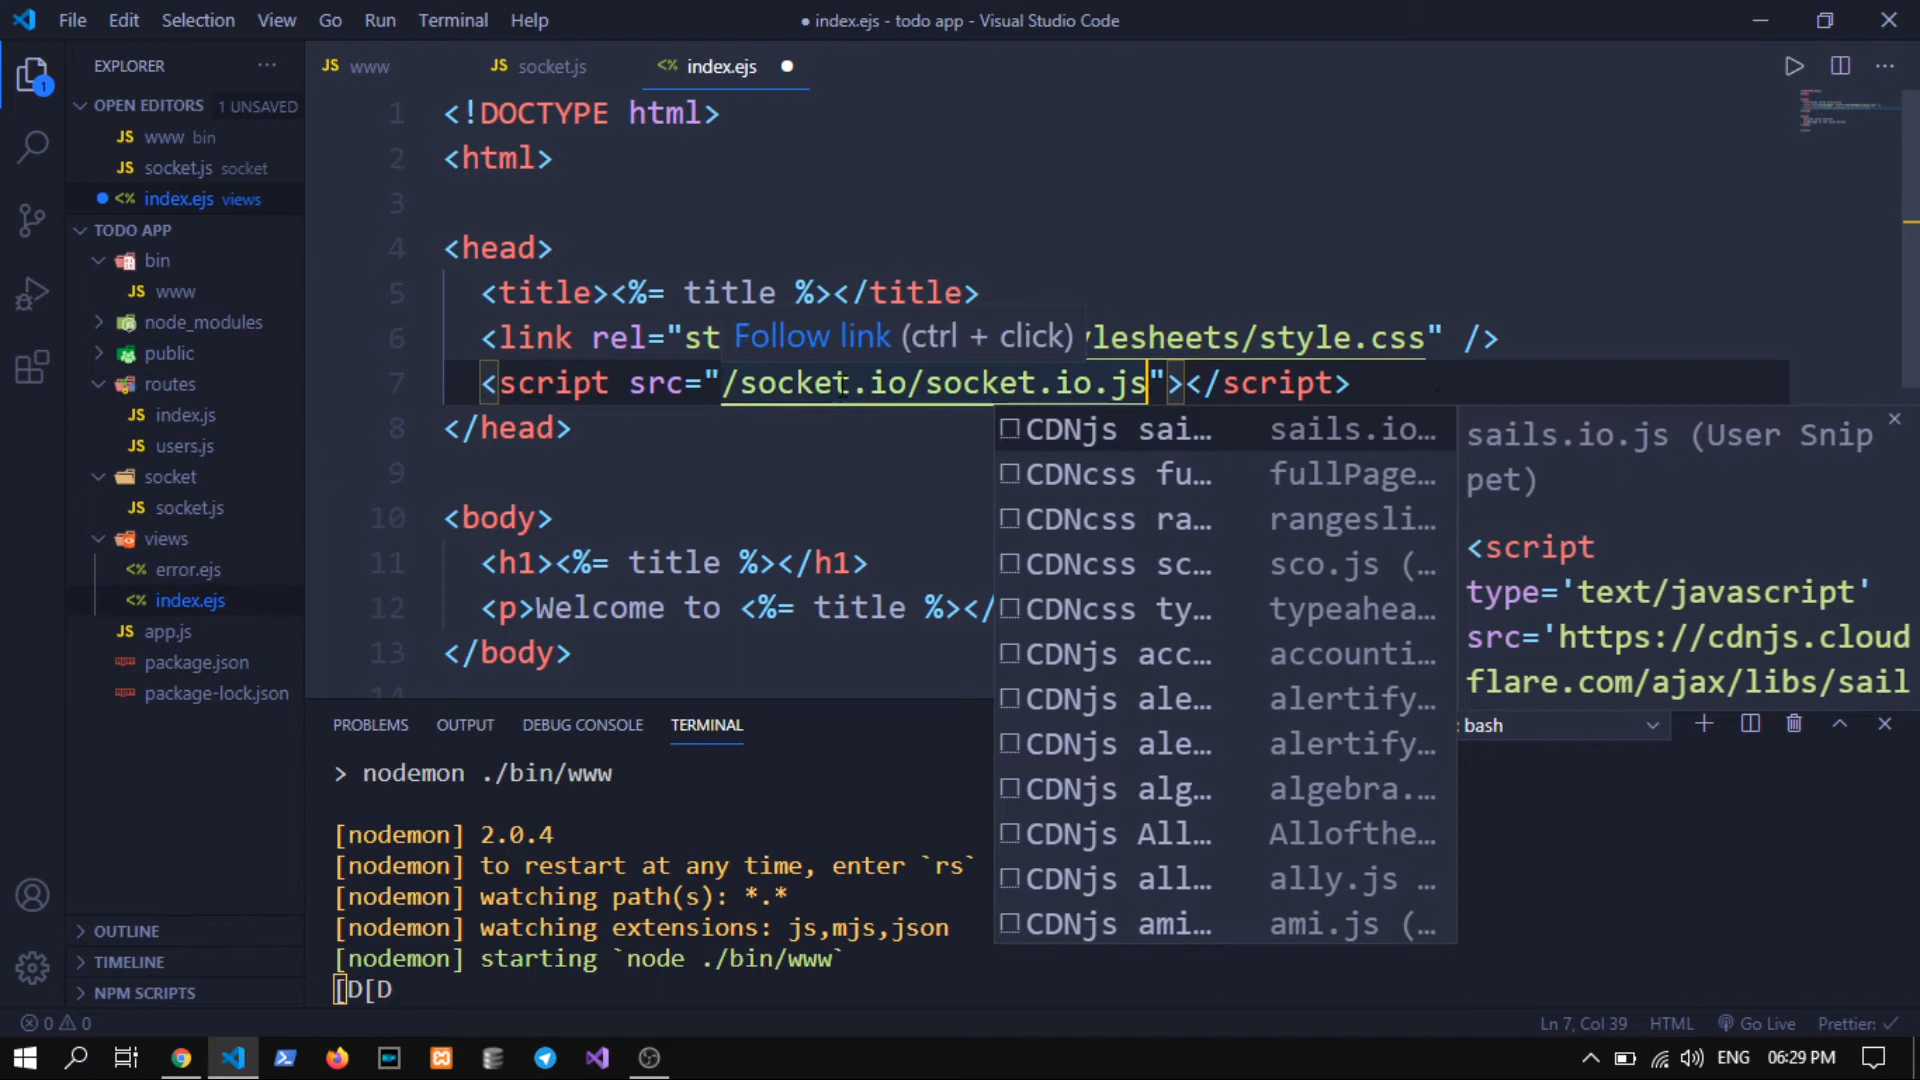 File Edit Selection View Go Run Terminal Help
● index.ejs - todo app - Visual Studio Code
EXPLORER ···
JS www
JS socket.js
<% index.ejs ●
OPEN EDITORS 1 UNSAVED
JS www bin
JS socket.js socket
● <% index.ejs views
TODO APP
bin
JS www
node_modules
public
routes
JS index.js
JS users.js
socket
JS socket.js
views
<% error.ejs
<% index.ejs
JS app.js
package.json
package-lock.json
OUTLINE
TIMELINE
NPM SCRIPTS
1
1 <!DOCTYPE html>
2 <html>
3
4 <head>
5 <title><%= title %></title>
6 <link rel="st
ylesheets/style.css" />
Follow link (ctrl + click)
7 <script src="/socket.io/socket.io.js"></script>
8 </head>
9
10 <body>
11 <h1><%= title %></h1>
12 <p>Welcome to <%= title %></
13 </body>
14
CDNjs sai… sails.io…
CDNcss fu… fullPage…
CDNcss ra… rangesli…
CDNcss sc… sco.js (…
CDNcss ty… typeahea…
CDNjs acc… accounti…
CDNjs ale… alertify…
CDNjs ale… alertify…
CDNjs alg… algebra.…
CDNjs All… Allofthe…
CDNjs all… ally.js …
CDNjs ami… ami.js (…
sails.io.js (User Snip
pet)
<script
type='text/javascript'
src='https://cdnjs.cloud
flare.com/ajax/libs/sail
PROBLEMS OUTPUT DEBUG CONSOLE TERMINAL
: bash
> nodemon ./bin/www
[nodemon] 2.0.4
[nodemon] to restart at any time, enter `rs`
[nodemon] watching path(s): *.*
[nodemon] watching extensions: js,mjs,json
[nodemon] starting `node ./bin/www`
[D[D
0 0
Ln 7, Col 39 HTML Go Live Prettier: ✓
ENG 06:29 PM